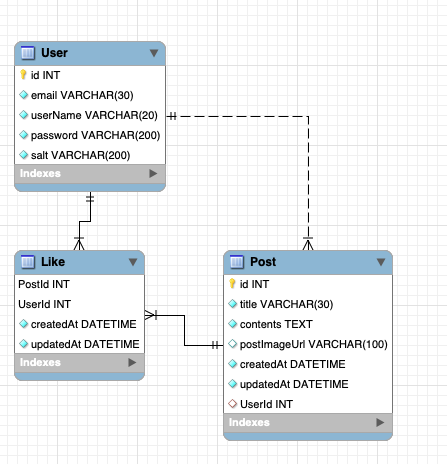 User
id INT
email VARCHAR(30)
userName VARCHAR(20)
password VARCHAR(200)
salt VARCHAR(200)
Indexes
Like
PostId INT
UserId INT
createdAt DATETIME
updatedAt DATETIME
Indexes
Post
id INT
title VARCHAR(30)
contents TEXT
postImageUrl VARCHAR(100)
createdAt DATETIME
updatedAt DATETIME
UserId INT
Indexes